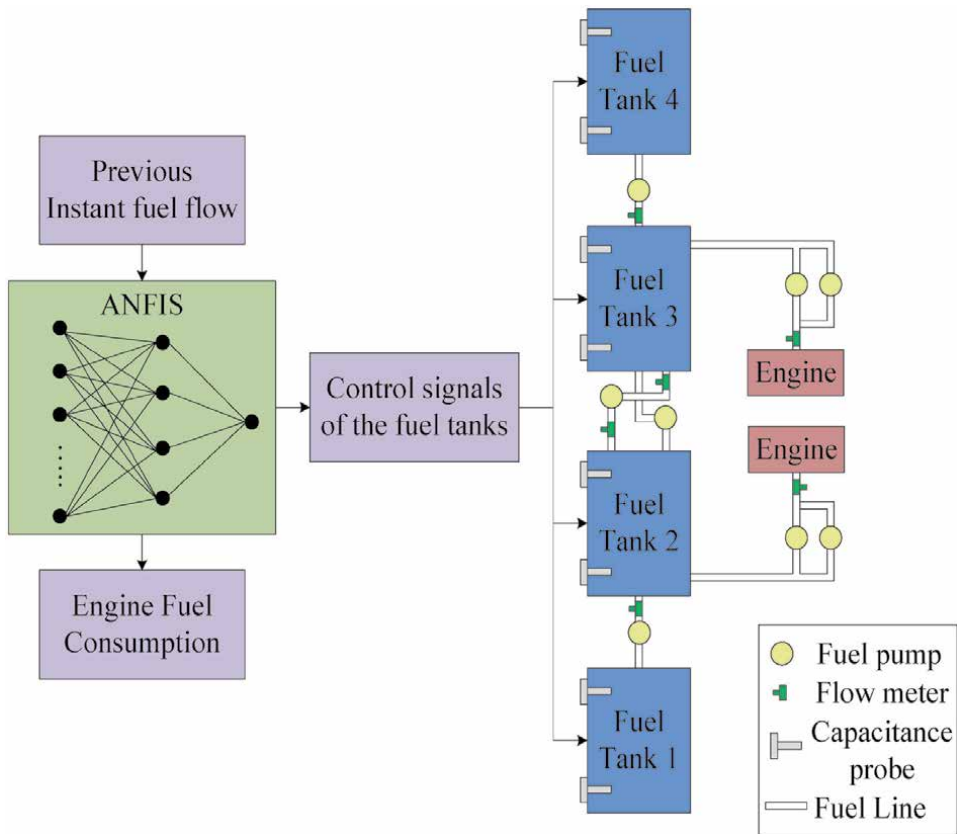 Previous
Instant fuel flow
ANFIS
Engine Fuel
Consumption
Control signals
of the fuel tanks
Fuel
Tank 4
Fuel
Tank 3
Fuel
Tank 2
Fuel
Tank 1
Engine
Engine
Fuel pump
Flow meter
Capacitance
probe
Fuel Line